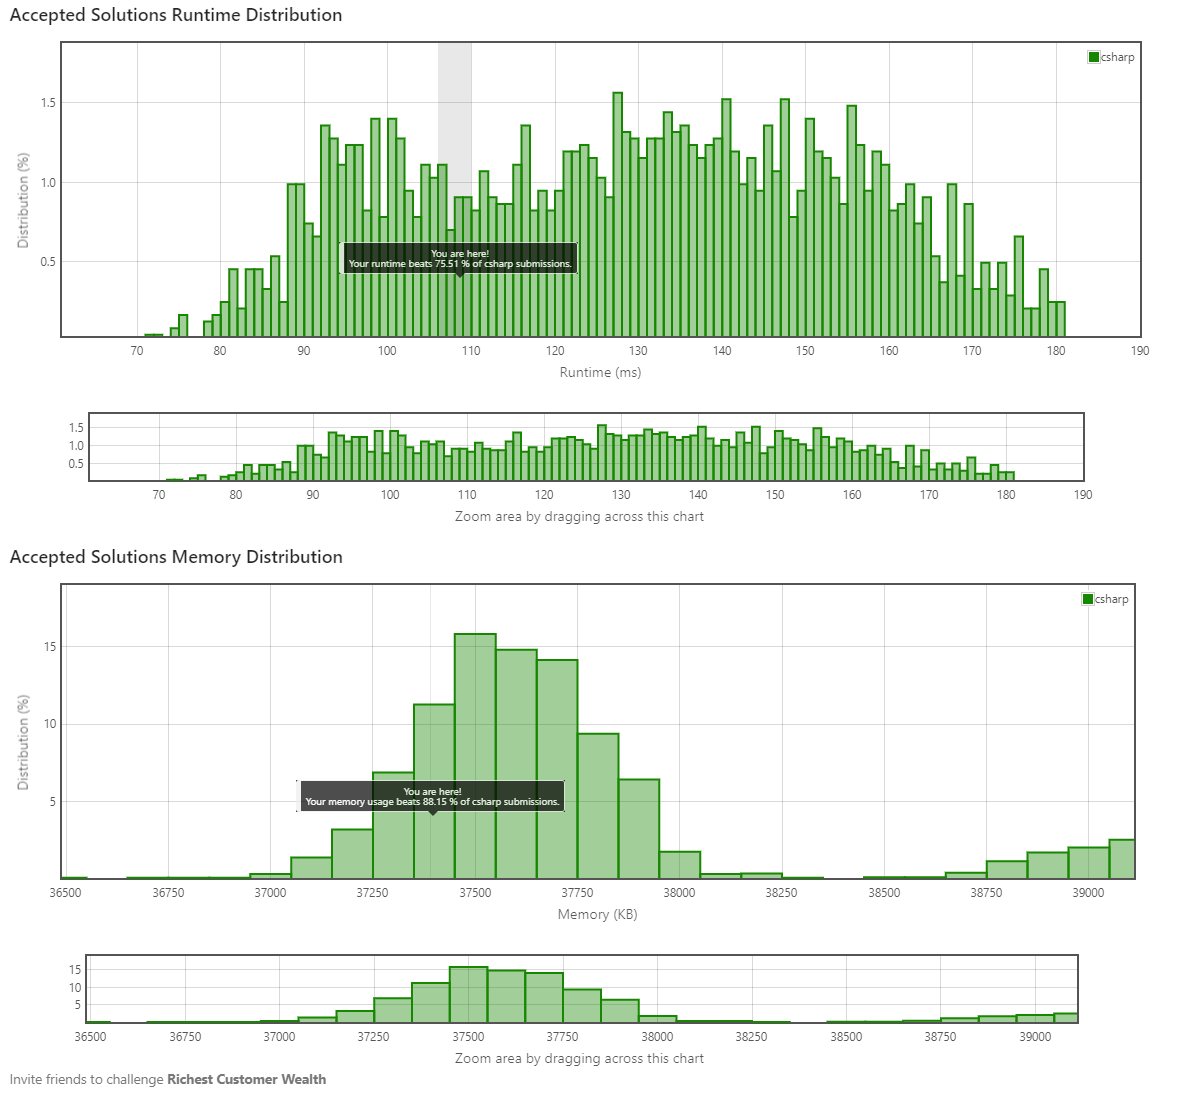 Accepted Solutions Runtime Distribution
csharp
1.5
1.0
0.5
Distribution (%)
You are here!
Your runtime beats 75.51 % of csharp submissions.
70 80 90 100 110 120 130 140 150 160 170 180 190
Runtime (ms)
1.5
1.0
0.5
70 80 90 100 110 120 130 140 150 160 170 180 190
Zoom area by dragging across this chart
Accepted Solutions Memory Distribution
csharp
15
10
5
Distribution (%)
You are here!
Your memory usage beats 88.15 % of csharp submissions.
36500 36750 37000 37250 37500 37750 38000 38250 38500 38750 39000
Memory (KB)
15
10
5
36500 36750 37000 37250 37500 37750 38000 38250 38500 38750 39000
Zoom area by dragging across this chart
Invite friends to challenge Richest Customer Wealth